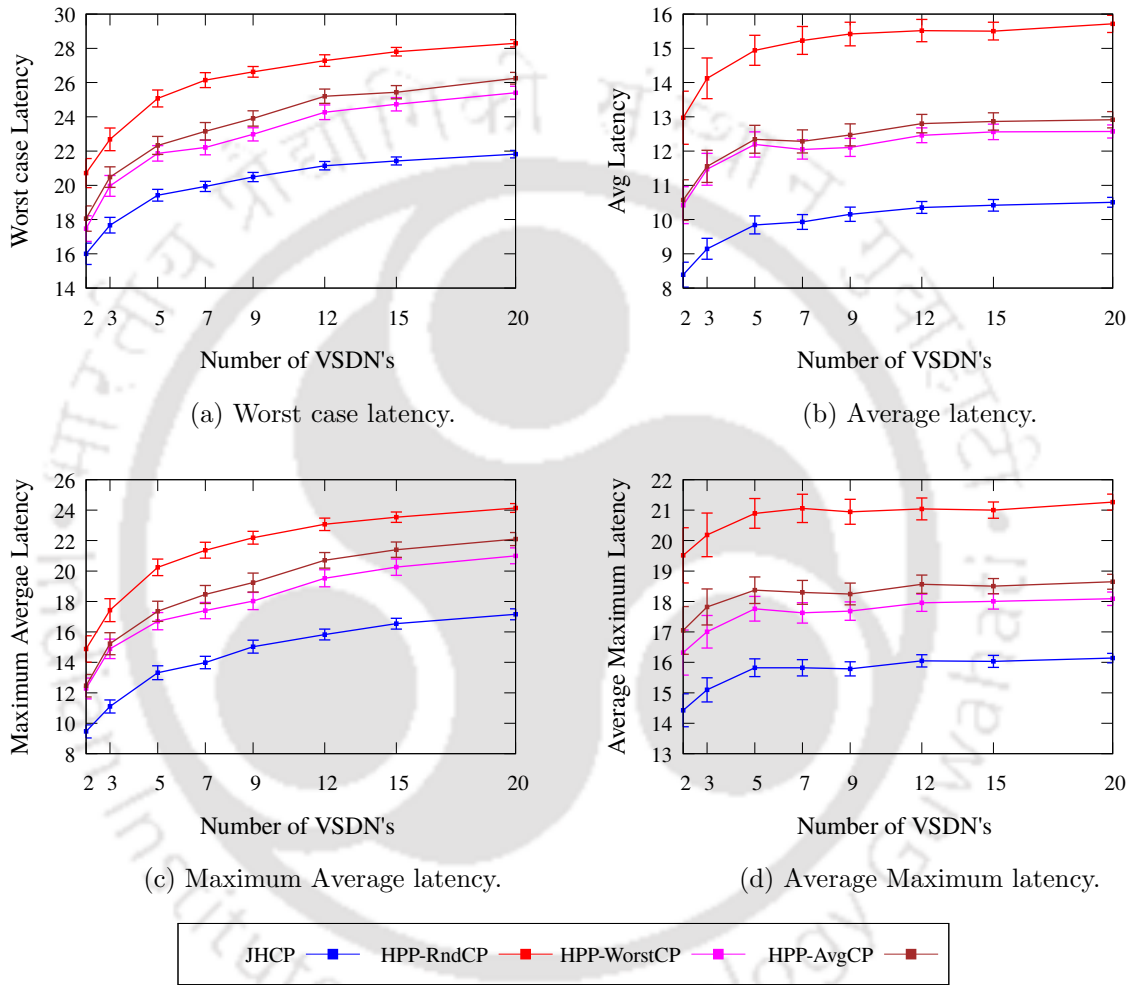 Worst case Latency
30
28
26
24
22
20
18
16
14
2 3 5 7 9 12 15 20
Number of VSDN's
(a) Worst case latency.
Avg Latency
16
15
14
13
12
11
10
9
8
2 3 5 7 9 12 15 20
Number of VSDN's
(b) Average latency.
Maximum Avergae Latency
26
24
22
20
18
16
14
12
10
8
2 3 5 7 9 12 15 20
Number of VSDN's
(c) Maximum Average latency.
Average Maximum Latency
22
21
20
19
18
17
16
15
14
13
2 3 5 7 9 12 15 20
Number of VSDN's
(d) Average Maximum latency.
JHCP HPP-RndCP HPP-WorstCP HPP-AvgCP